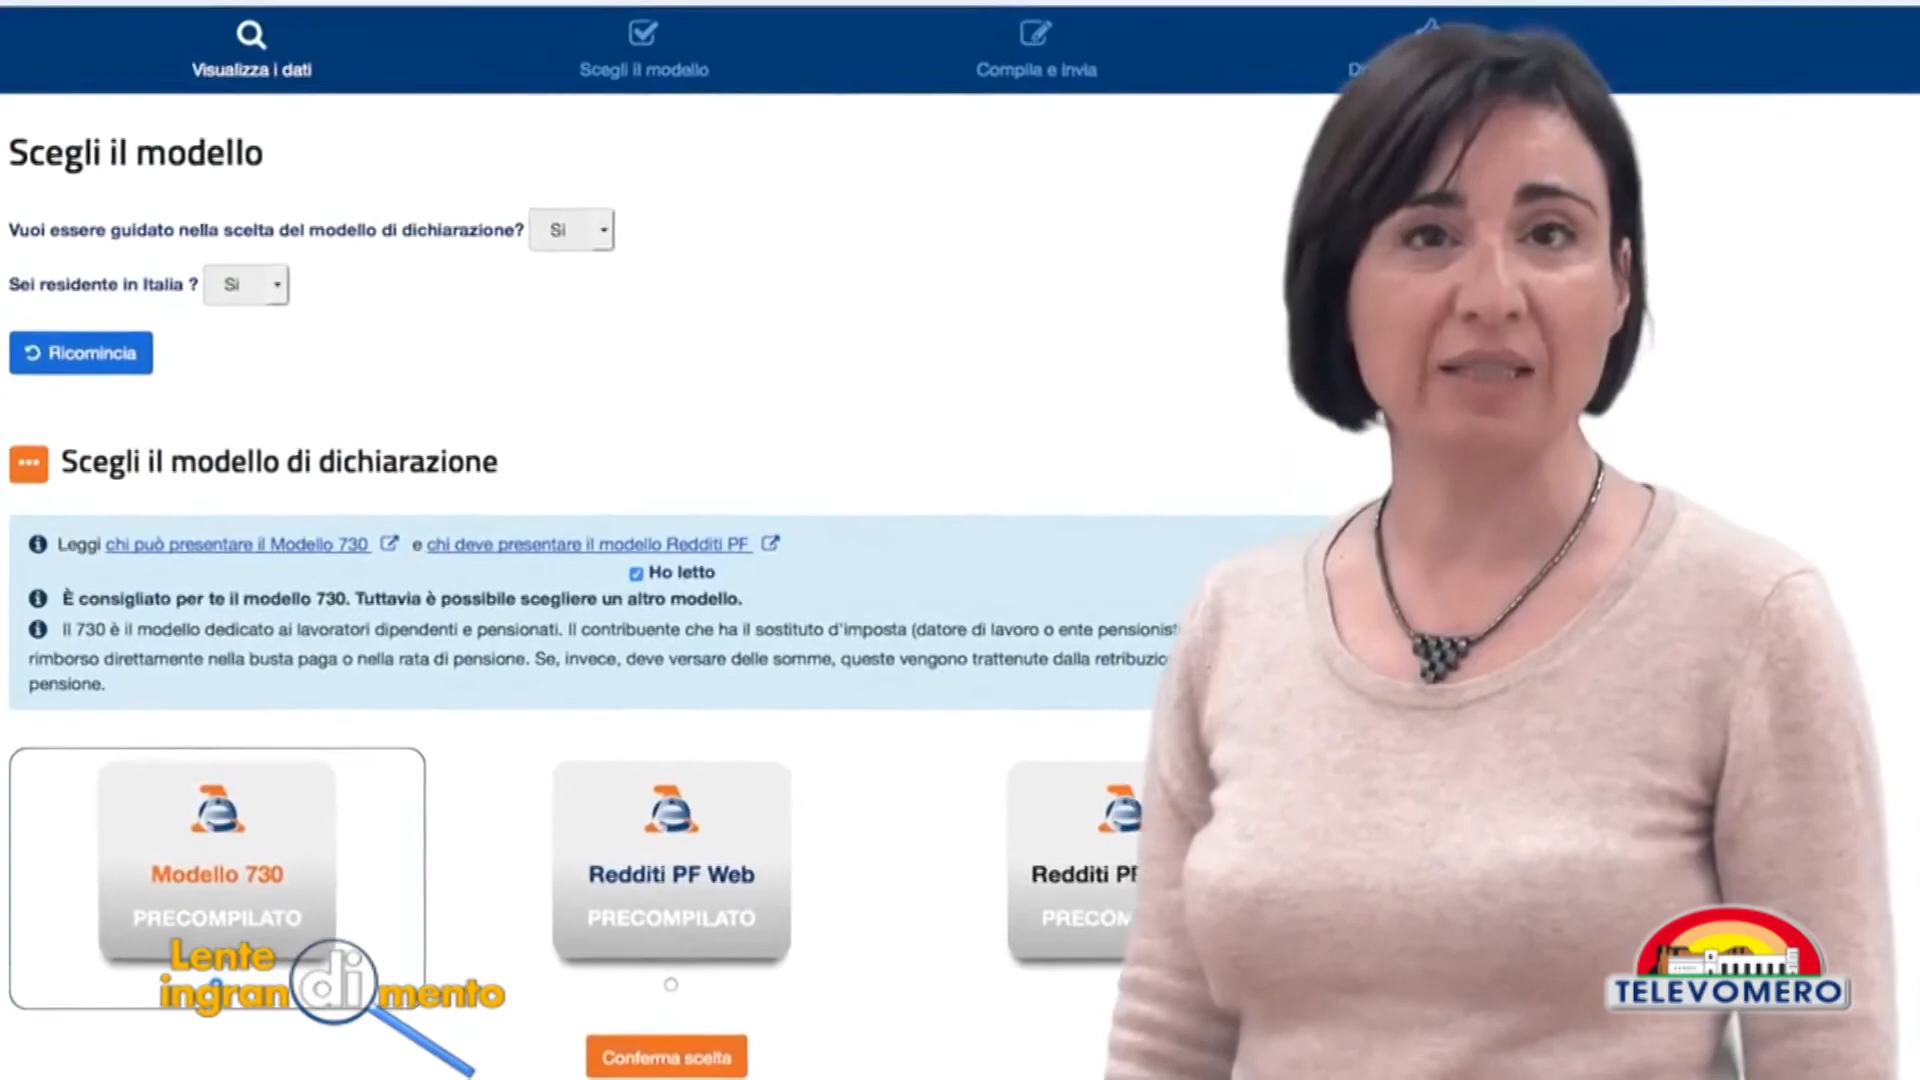 Visualizza i dati
Scegli il modello
Compila e invia
Scegli il modello
Vuoi essere guidato nella scelta del modello di dichiarazione? Si
Sei residente in Italia ? Si
Ricomincia
Scegli il modello di dichiarazione
Leggi chi può presentare il Modello 730 e chi deve presentare il modello Redditi PF
Ho letto
È consigliato per te il modello 730. Tuttavia è possibile scegliere un altro modello.
Il 730 è il modello dedicato ai lavoratori dipendenti e pensionati. Il contribuente che ha il sostituto d'imposta (datore di lavoro o ente pensionist
rimborso direttamente nella busta paga o nella rata di pensione. Se, invece, deve versare delle somme, queste vengono trattenute dalla retribuzio
pensione.
Modello 730
PRECOMPILATO
Redditi PF Web
PRECOMPILATO
Redditi PF
PRECOM
Lente
ingrandimento
Conferma scelta
TELEVOMERO